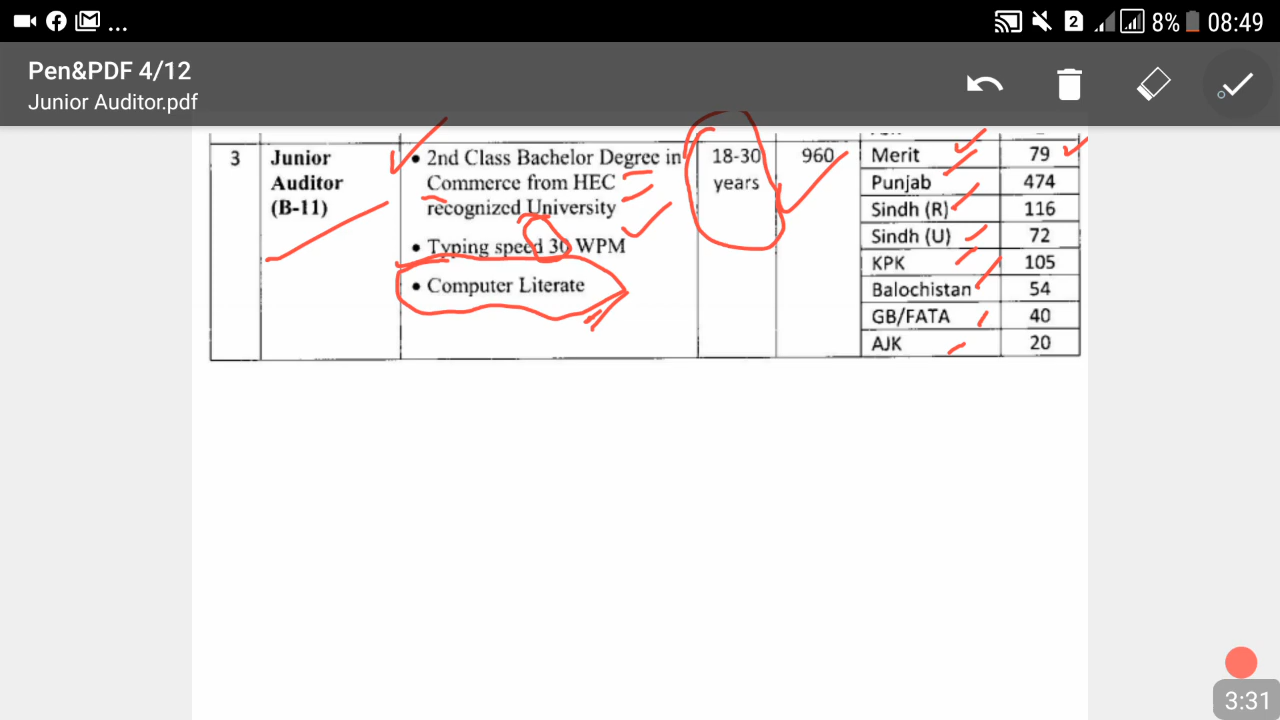 ... 2 8% 08:49
Pen&PDF 4/12
Junior Auditor.pdf
3 Junior Auditor (B-11)
• 2nd Class Bachelor Degree in
Commerce from HEC
recognized University
• Typing speed 30 WPM
• Computer Literate
18-30
years
960
Merit 79
Punjab 474
Sindh (R) 116
Sindh (U) 72
KPK 105
Balochistan 54
GB/FATA 40
AJK 20
3:31